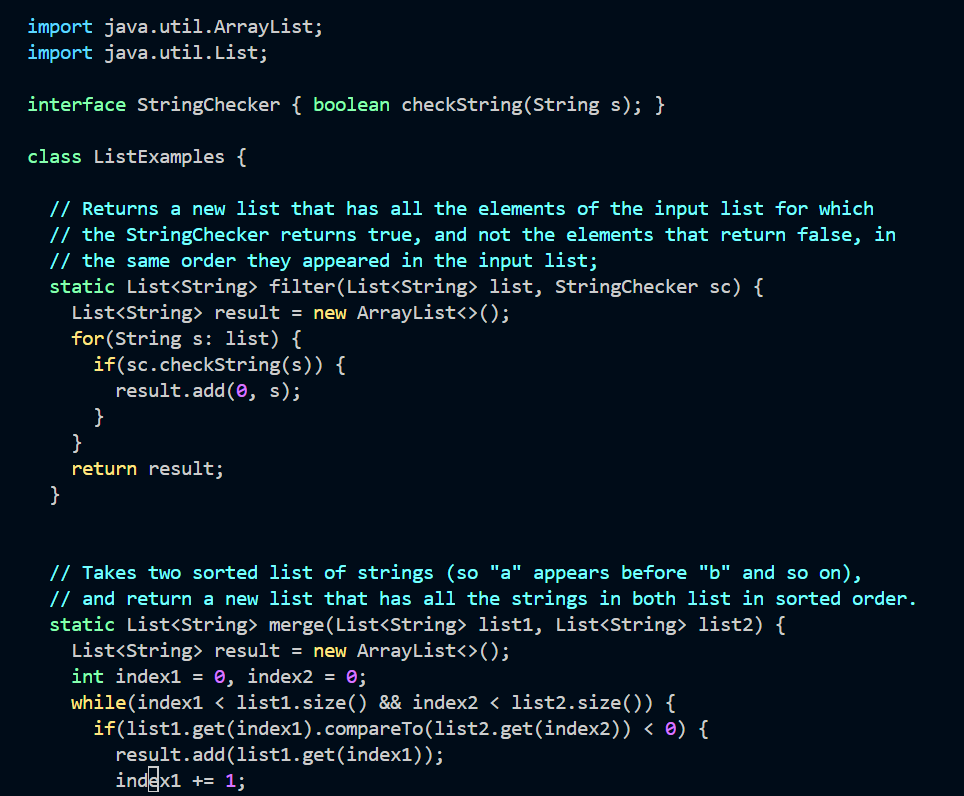 import java.util.ArrayList;
import java.util.List;

interface StringChecker { boolean checkString(String s); }

class ListExamples {

  // Returns a new list that has all the elements of the input list for which
  // the StringChecker returns true, and not the elements that return false, in
  // the same order they appeared in the input list;
  static List<String> filter(List<String> list, StringChecker sc) {
    List<String> result = new ArrayList<>();
    for(String s: list) {
      if(sc.checkString(s)) {
        result.add(0, s);
      }
    }
    return result;
  }


  // Takes two sorted list of strings (so "a" appears before "b" and so on),
  // and return a new list that has all the strings in both list in sorted order.
  static List<String> merge(List<String> list1, List<String> list2) {
    List<String> result = new ArrayList<>();
    int index1 = 0, index2 = 0;
    while(index1 < list1.size() && index2 < list2.size()) {
      if(list1.get(index1).compareTo(list2.get(index2)) < 0) {
        result.add(list1.get(index1));
        index1 += 1;